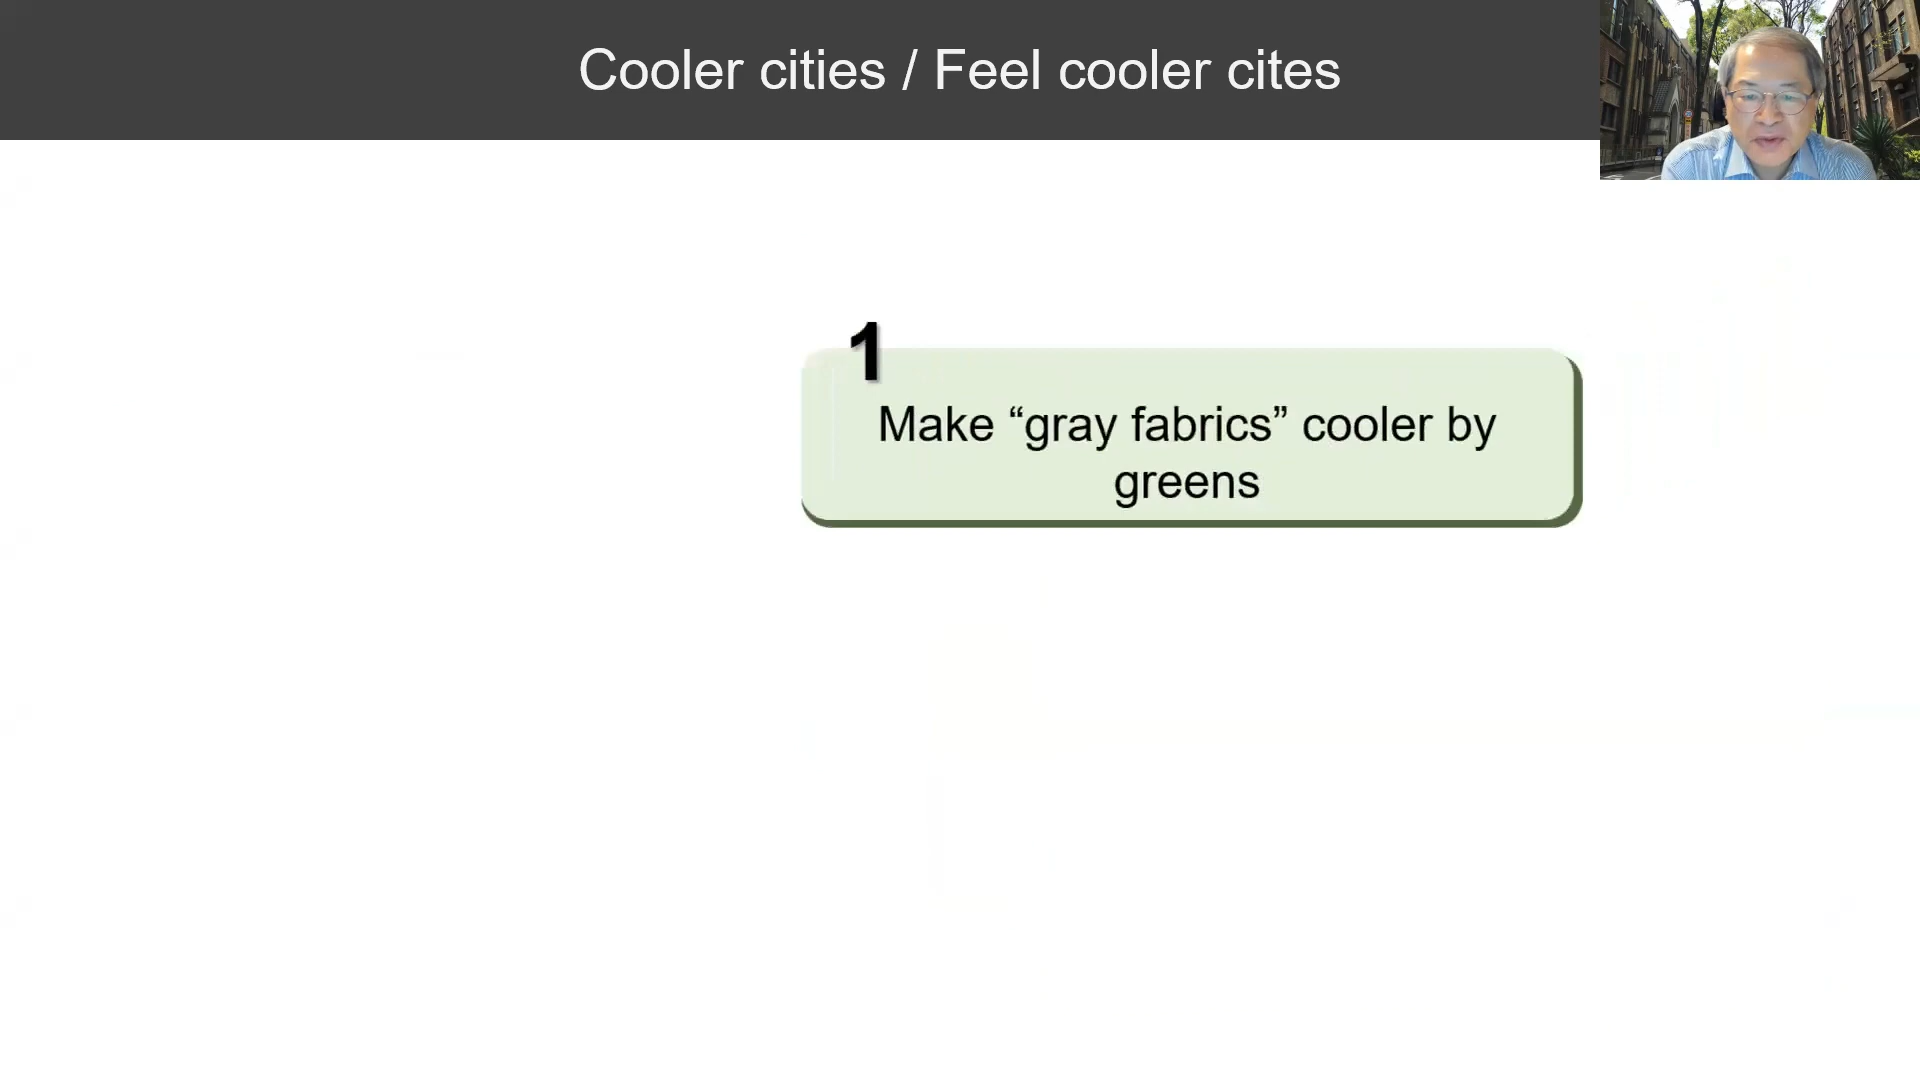 Cooler cities / Feel cooler cites
1
Make “gray fabrics” cooler by
greens